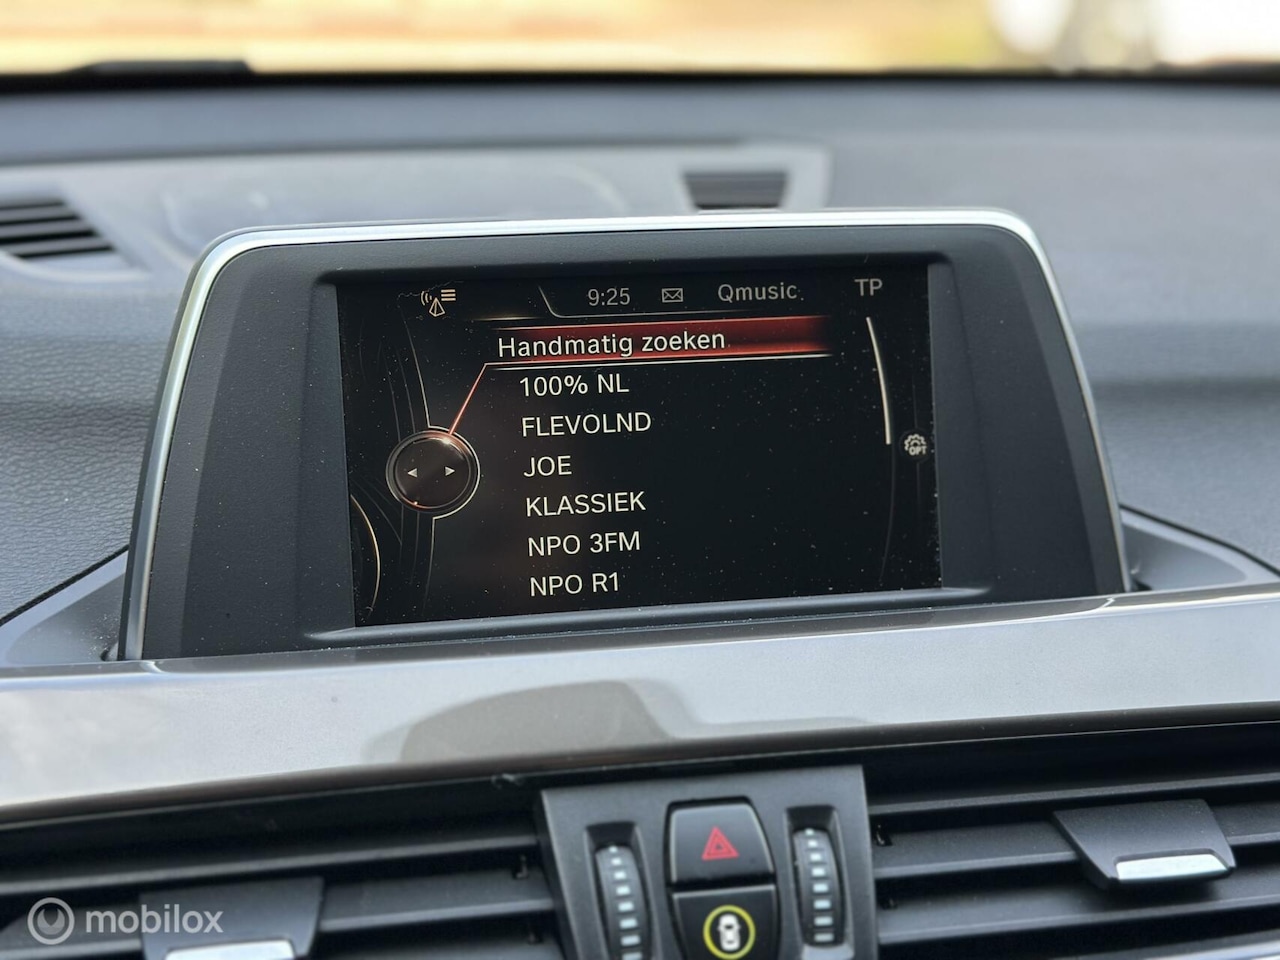 9:25 Qmusic TP
Handmatig zoeken
100% NL
FLEVOLND
JOE
OPT
KLASSIEK
NPO 3FM
NPO R1
mobilox